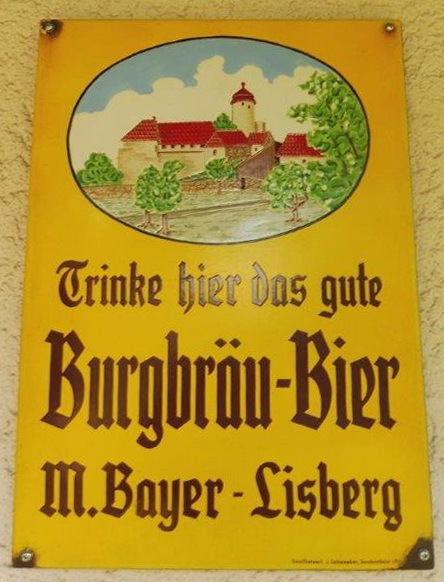 Trinke hier das gute
Burgbräu-Bier
M. Bayer - Lisberg